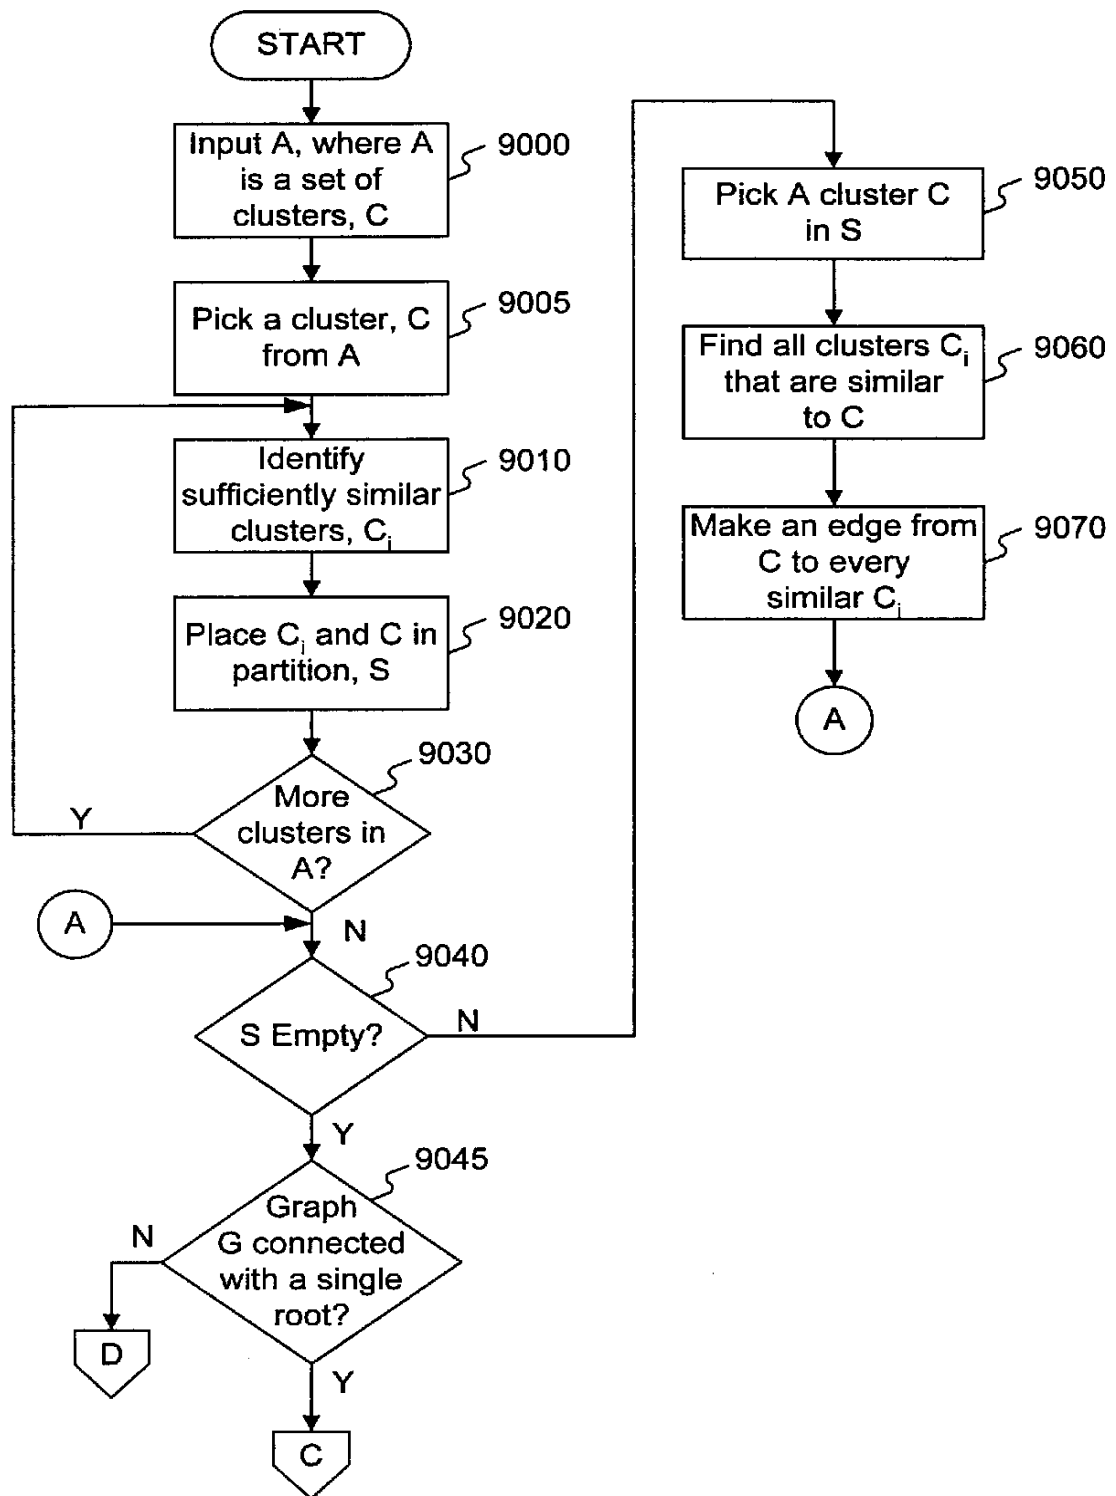 START
Input A, where A
is a set of
clusters, C
9000
Pick a cluster, C
from A
9005
Identify
sufficiently similar
clusters, Ci
9010
Place Ci and C in
partition, S
9020
More
clusters in
A?
9030
Y
A
N
S Empty?
9040
N
Y
Graph
G connected
with a single
root?
9045
N
D
Y
C
Pick A cluster C
in S
9050
Find all clusters Ci
that are similar
to C
9060
Make an edge from
C to every
similar Ci
9070
A